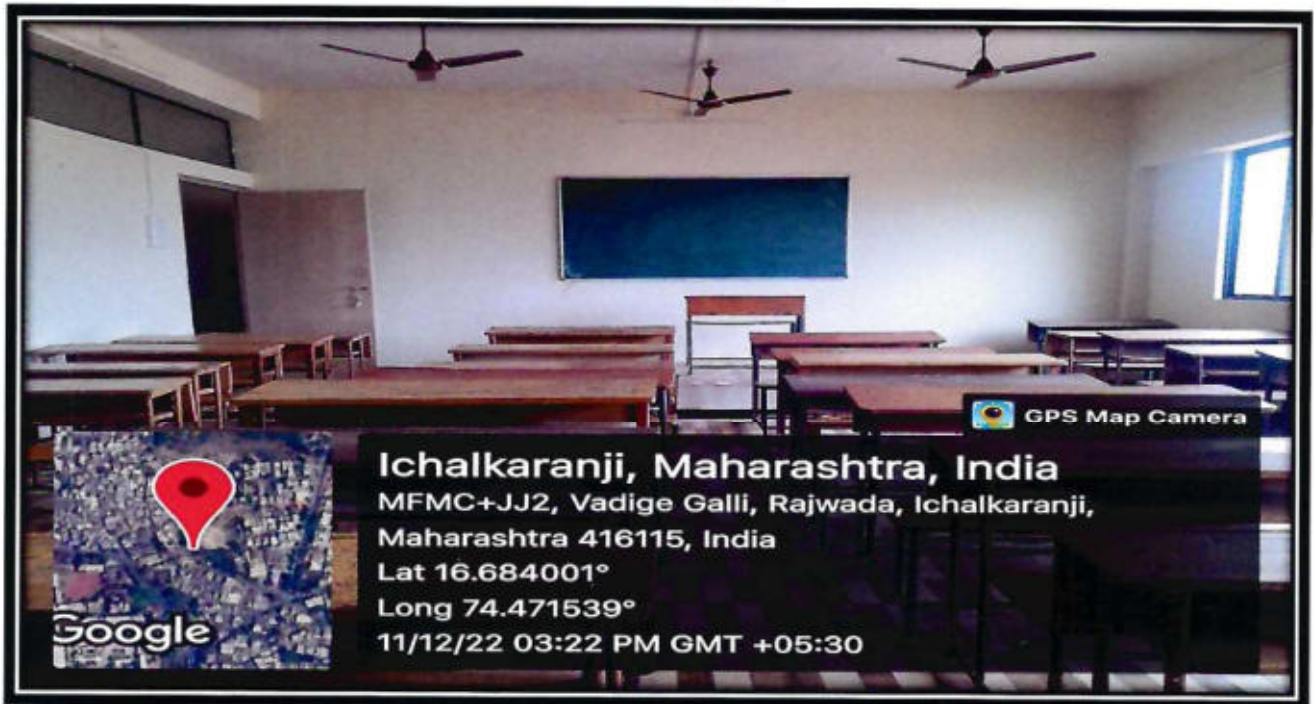 GPS Map Camera
Ichalkaranji, Maharashtra, India
MFMC+JJ2, Vadige Galli, Rajwada, Ichalkaranji,
Maharashtra 416115, India
Lat 16.684001°
Long 74.471539°
11/12/22 03:22 PM GMT +05:30
Google